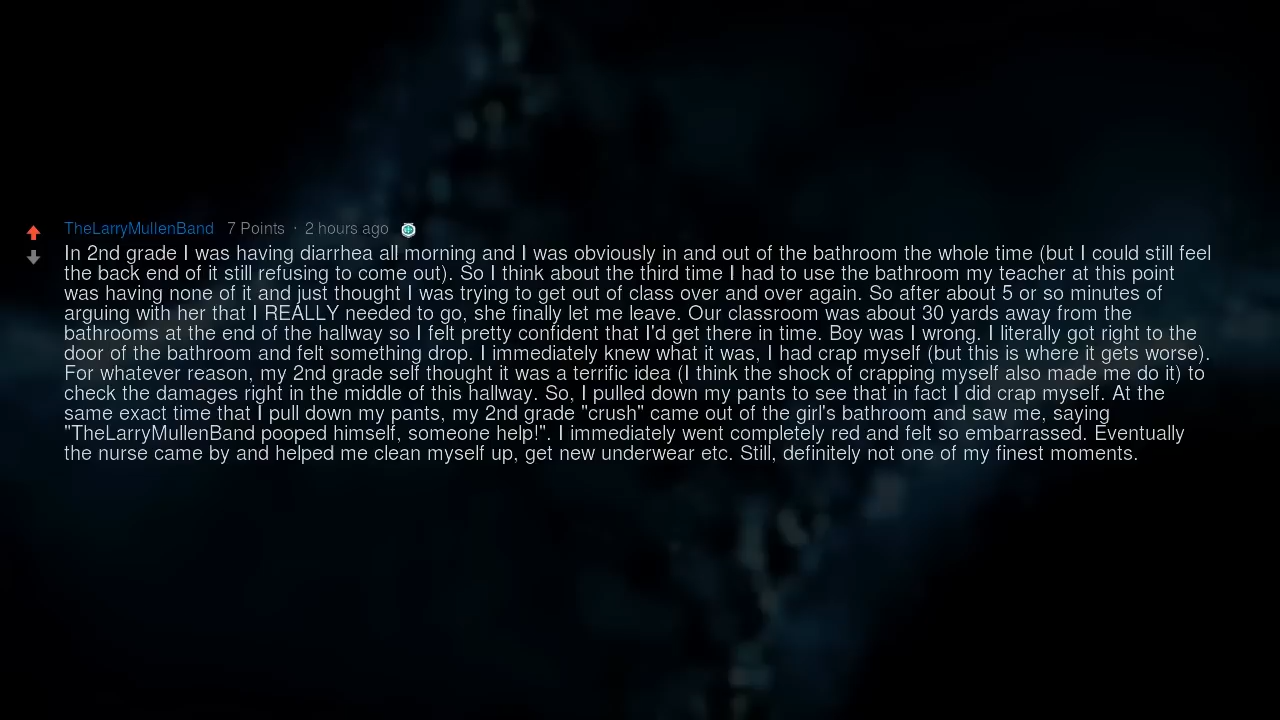 TheLarryMullenBand 7 Points · 2 hours ago
In 2nd grade I was having diarrhea all morning and I was obviously in and out of the bathroom the whole time (but I could still feel
the back end of it still refusing to come out). So I think about the third time I had to use the bathroom my teacher at this point
was having none of it and just thought I was trying to get out of class over and over again. So after about 5 or so minutes of
arguing with her that I REALLY needed to go, she finally let me leave. Our classroom was about 30 yards away from the
bathrooms at the end of the hallway so I felt pretty confident that I'd get there in time. Boy was I wrong. I literally got right to the
door of the bathroom and felt something drop. I immediately knew what it was, I had crap myself (but this is where it gets worse).
For whatever reason, my 2nd grade self thought it was a terrific idea (I think the shock of crapping myself also made me do it) to
check the damages right in the middle of this hallway. So, I pulled down my pants to see that in fact I did crap myself. At the
same exact time that I pull down my pants, my 2nd grade "crush" came out of the girl's bathroom and saw me, saying
"TheLarryMullenBand pooped himself, someone help!". I immediately went completely red and felt so embarrassed. Eventually
the nurse came by and helped me clean myself up, get new underwear etc. Still, definitely not one of my finest moments.